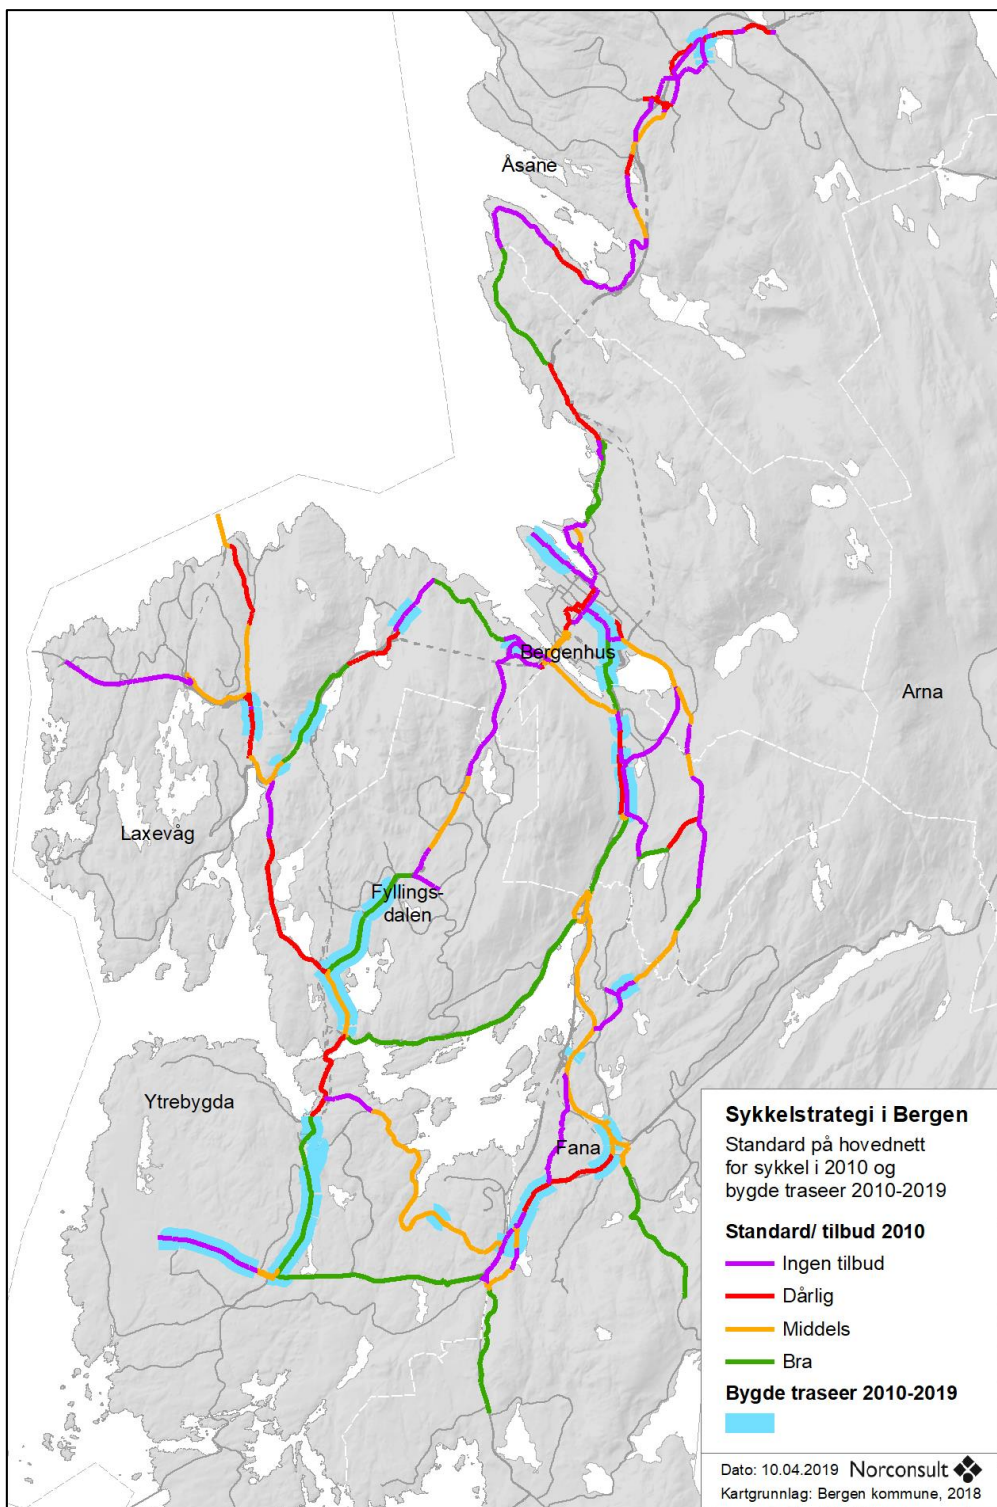 Åsane
Bergenhus
Arna
Laxevåg
Fyllings-
dalen
Ytrebygda
Fana
Sykkelstrategi i Bergen
Standard på hovednett
for sykkel i 2010 og
bygde traseer 2010-2019
Standard/ tilbud 2010
Ingen tilbud
Dårlig
Middels
Bra
Bygde traseer 2010-2019
Dato: 10.04.2019 Norconsult
Kartgrunnlag: Bergen kommune, 2018